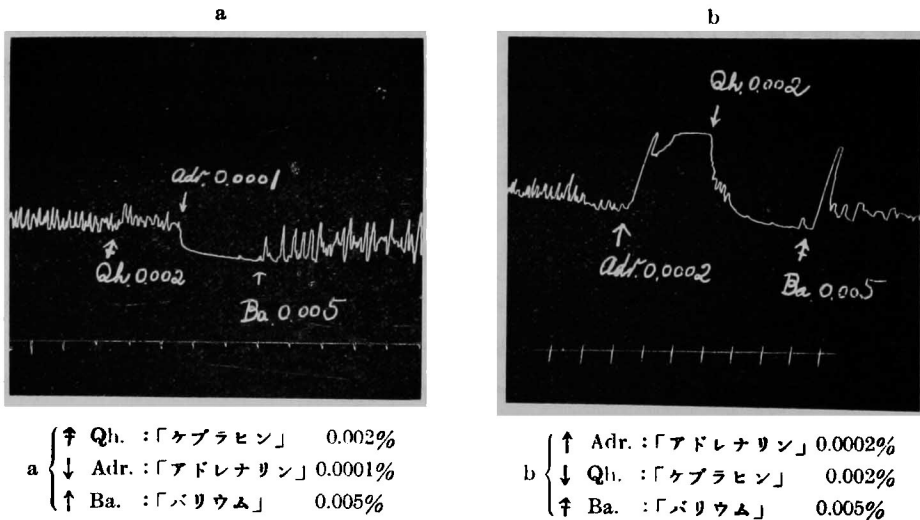 a
adr. 0.0001
Qh. 0.002
Ba. 0.005
b
Qh. 0.002
adr. 0.0002
Ba. 0.005
a
⇞ Qh. :「ケブラヒン」 0.002%
↓ Adr. :「アドレナリン」0.0001%
↑ Ba. :「バリウム」 0.005%
b
↑ Adr. :「アドレナリン」0.0002%
↓ Qh. :「ケブラヒン」 0.002%
⇞ Ba. :「バリウム」 0.005%